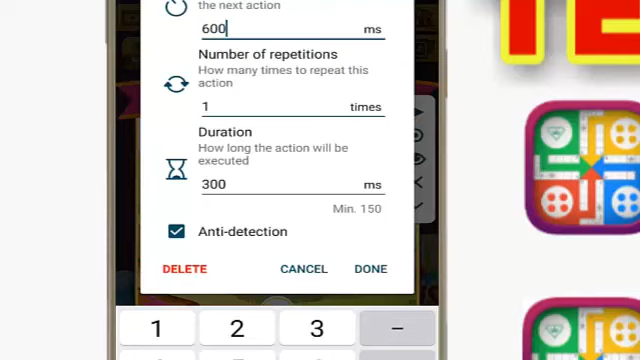 the next action
600 ms
Number of repetitions
How many times to repeat this
action
1 times
Duration
How long the action will be
executed
300 ms
Min. 150
Anti-detection
DELETE CANCEL DONE
1 2 3 –